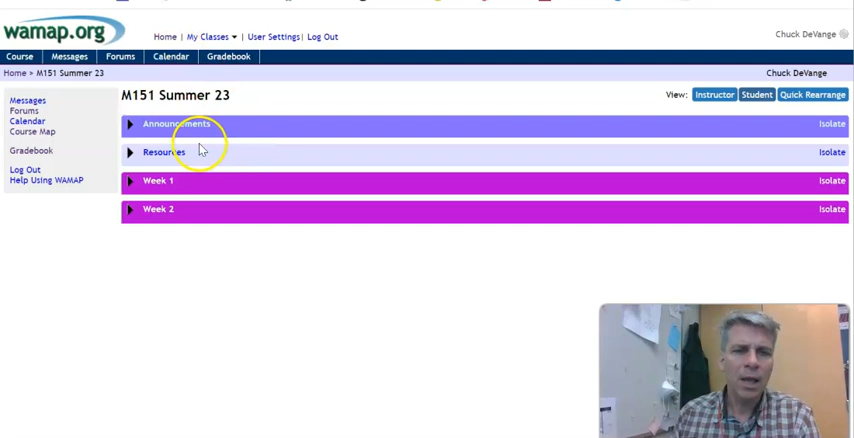 wamap.org
Home | My Classes | User Settings | Log Out
Chuck DeVange
Course Messages Forums Calendar Gradebook
Home > M151 Summer 23 Chuck DeVange
Messages
Forums
Calendar
Course Map
Gradebook
Log Out
Help Using WAMAP
M151 Summer 23
View: Instructor Student Quick Rearrange
Announcements Isolate
Resources Isolate
Week 1 Isolate
Week 2 Isolate